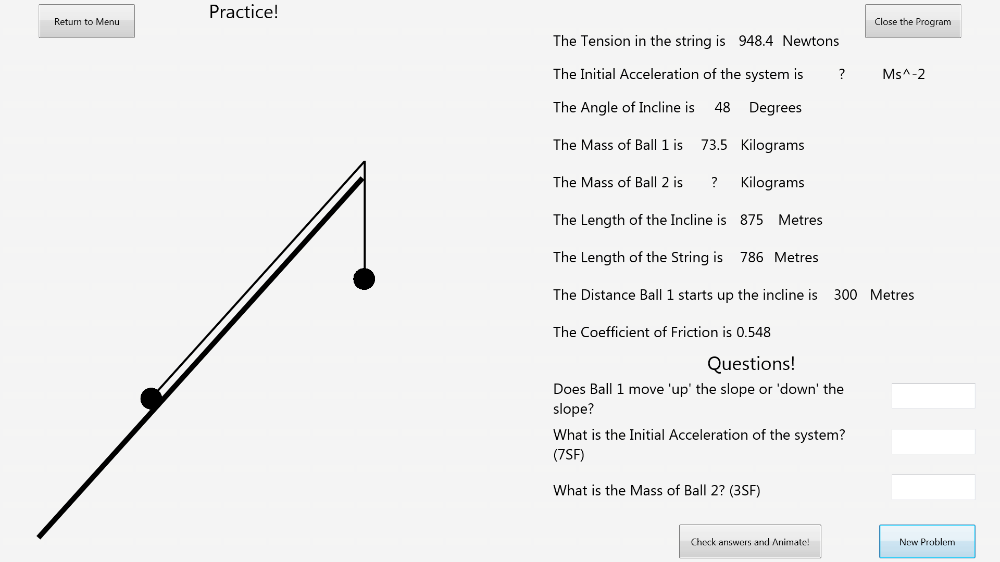 Return to Menu
Practice!
Close the Program
The Tension in the string is 948.4 Newtons
The Initial Acceleration of the system is ? Ms^-2
The Angle of Incline is 48 Degrees
The Mass of Ball 1 is 73.5 Kilograms
The Mass of Ball 2 is ? Kilograms
The Length of the Incline is 875 Metres
The Length of the String is 786 Metres
The Distance Ball 1 starts up the incline is 300 Metres
The Coefficient of Friction is 0.548
Questions!
Does Ball 1 move 'up' the slope or 'down' the
slope?
What is the Initial Acceleration of the system?
(7SF)
What is the Mass of Ball 2? (3SF)
Check answers and Animate!
New Problem